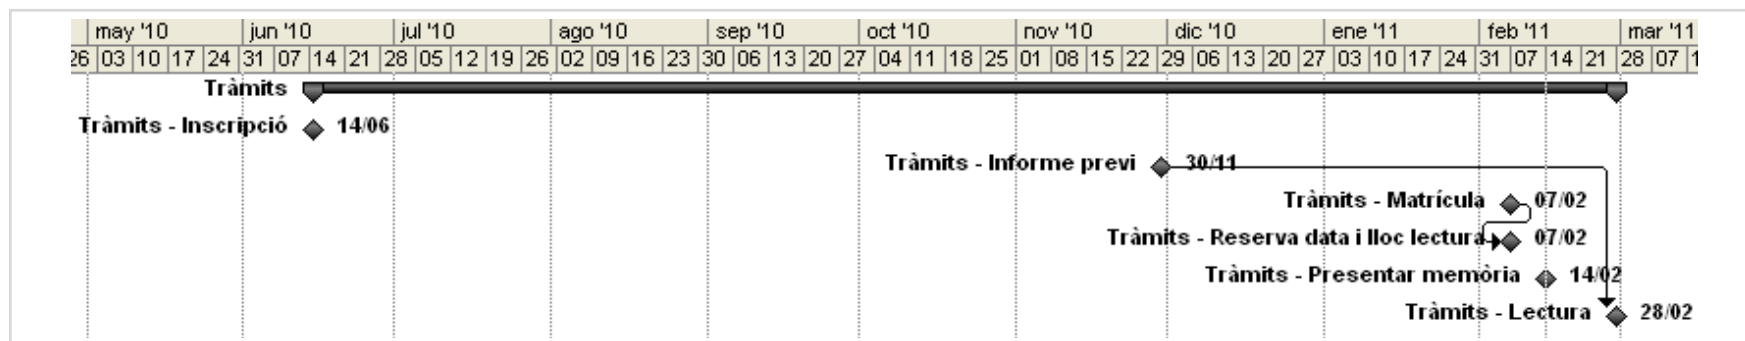 may '10 jun '10 jul '10 ago '10 sep '10 oct '10 nov '10 dic '10 ene '11 feb '11 mar '11
26 03 10 17 24 31 07 14 21 28 05 12 19 26 02 09 16 23 30 06 13 20 27 04 11 18 25 01 08 15 22 29 06 13 20 27 03 10 17 24 31 07 14 21 28 07
Tràmits
Tràmits - Inscripció 14/06
Tràmits - Informe previ 30/11
Tràmits - Matrícula 07/02
Tràmits - Reserva data i lloc lectura 07/02
Tràmits - Presentar memòria 14/02
Tràmits - Lectura 28/02